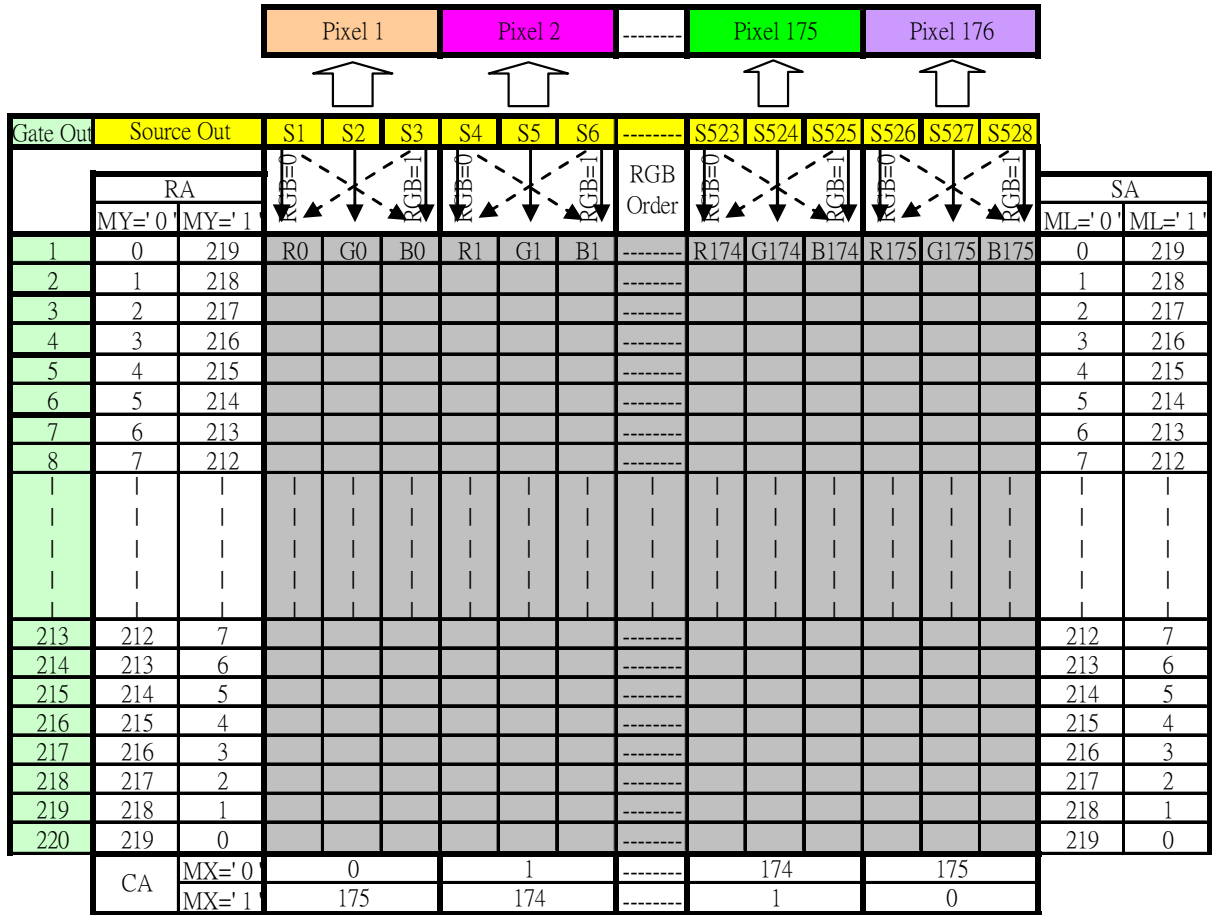 Pixel 1 Pixel 2 -------- Pixel 175 Pixel 176
Gate Out Source Out S1 S2 S3 S4 S5 S6 -------- S523 S524 S525 S526 S527 S528
RGB=0 RGB=1 RGB=0 RGB=1 RGB Order RGB=0 RGB=1 RGB=0 RGB=1
RA SA
MY=' 0 ' MY=' 1 ' ML=' 0 ' ML=' 1 '
1 0 219 R0 G0 B0 R1 G1 B1 -------- R174 G174 B174 R175 G175 B175 0 219
2 1 218 -------- 1 218
3 2 217 -------- 2 217
4 3 216 -------- 3 216
5 4 215 -------- 4 215
6 5 214 -------- 5 214
7 6 213 -------- 6 213
8 7 212 -------- 7 212
| | | | | | | | | | | | | | | | | |
| | | | | | | | | | | | | | | | | |
| | | | | | | | | | | | | | | | | |
| | | | | | | | | | | | | | | | | |
| | | | | | | | | | | | | | | | | |
213 212 7 -------- 212 7
214 213 6 -------- 213 6
215 214 5 -------- 214 5
216 215 4 -------- 215 4
217 216 3 -------- 216 3
218 217 2 -------- 217 2
219 218 1 -------- 218 1
220 219 0 -------- 219 0
CA MX=' 0 ' 0 1 -------- 174 175
MX=' 1 ' 175 174 -------- 1 0